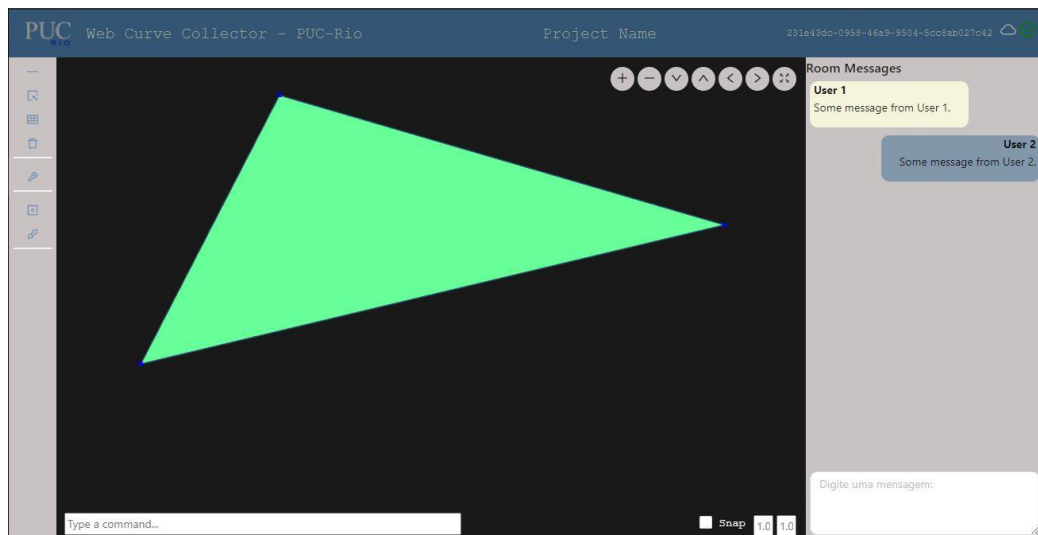 PUC RIO Web Curve Collector - PUC-Rio Project Name 231e43dc-0958-46a9-9504-5cc8ab027c42
Room Messages
User 1
Some message from User 1.
User 2
Some message from User 2.
Digite uma mensagem:
Type a command...
Snap 1.0 1.0